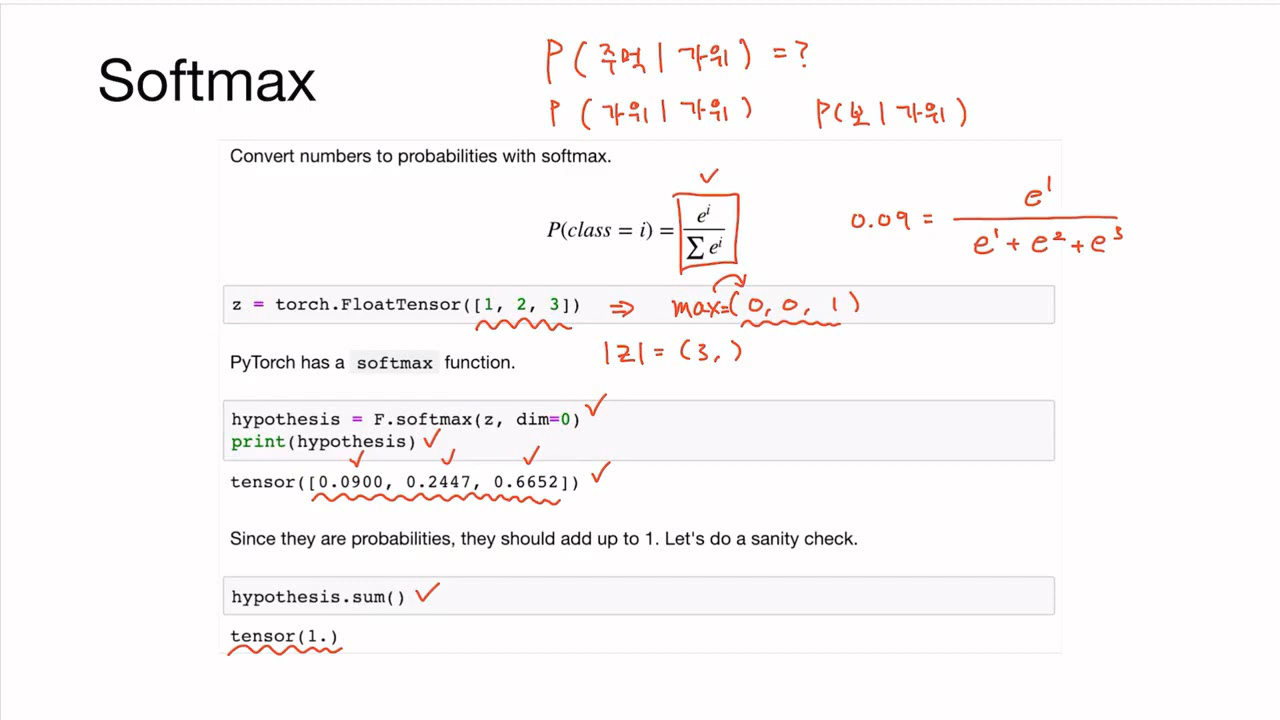 Softmax
P(주먹|가위) = ?
P(가위|가위) P(보|가위)
Convert numbers to probabilities with softmax.
P(class = i) = e^i / ∑ e^i
0.09 = e^1 / e^1 + e^2 + e^3
z = torch.FloatTensor([1, 2, 3]) ⇒ max=(0, 0, 1)
|z| = (3, )
PyTorch has a softmax function.
hypothesis = F.softmax(z, dim=0)
print(hypothesis)
tensor([0.0900, 0.2447, 0.6652])
Since they are probabilities, they should add up to 1. Let's do a sanity check.
hypothesis.sum()
tensor(1.)